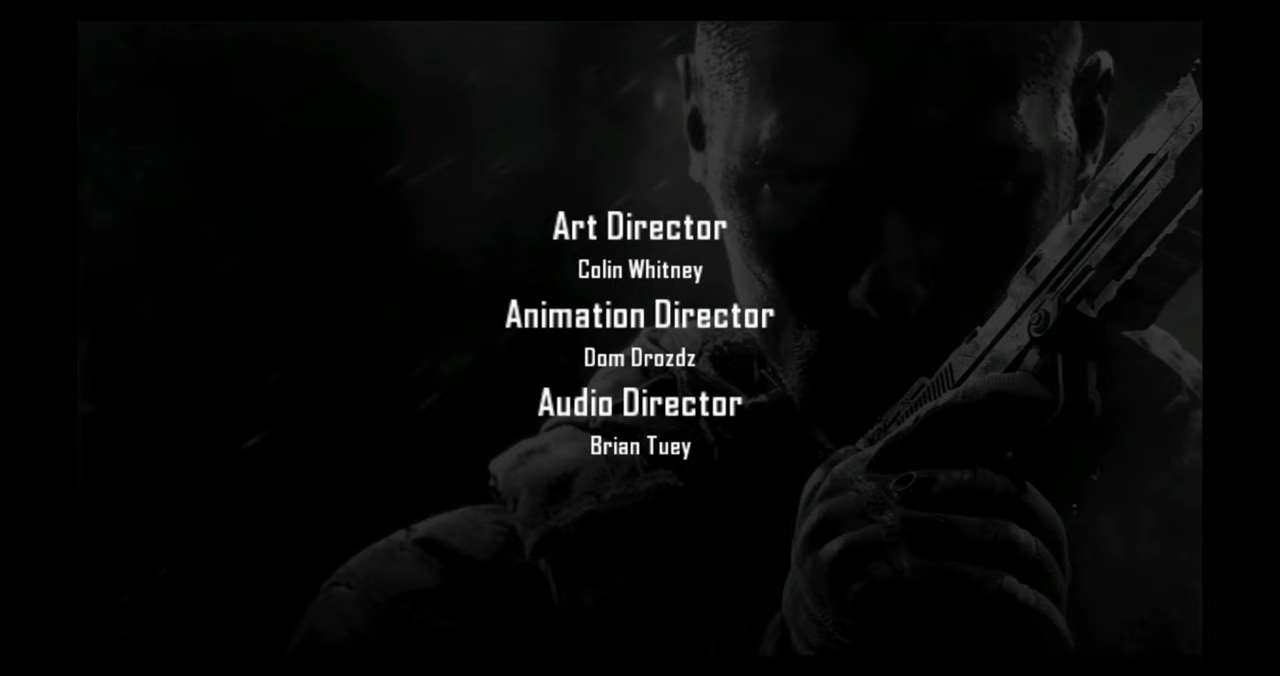 Art Director
Colin Whitney
Animation Director
Dom Drozdz
Audio Director
Brian Tuey